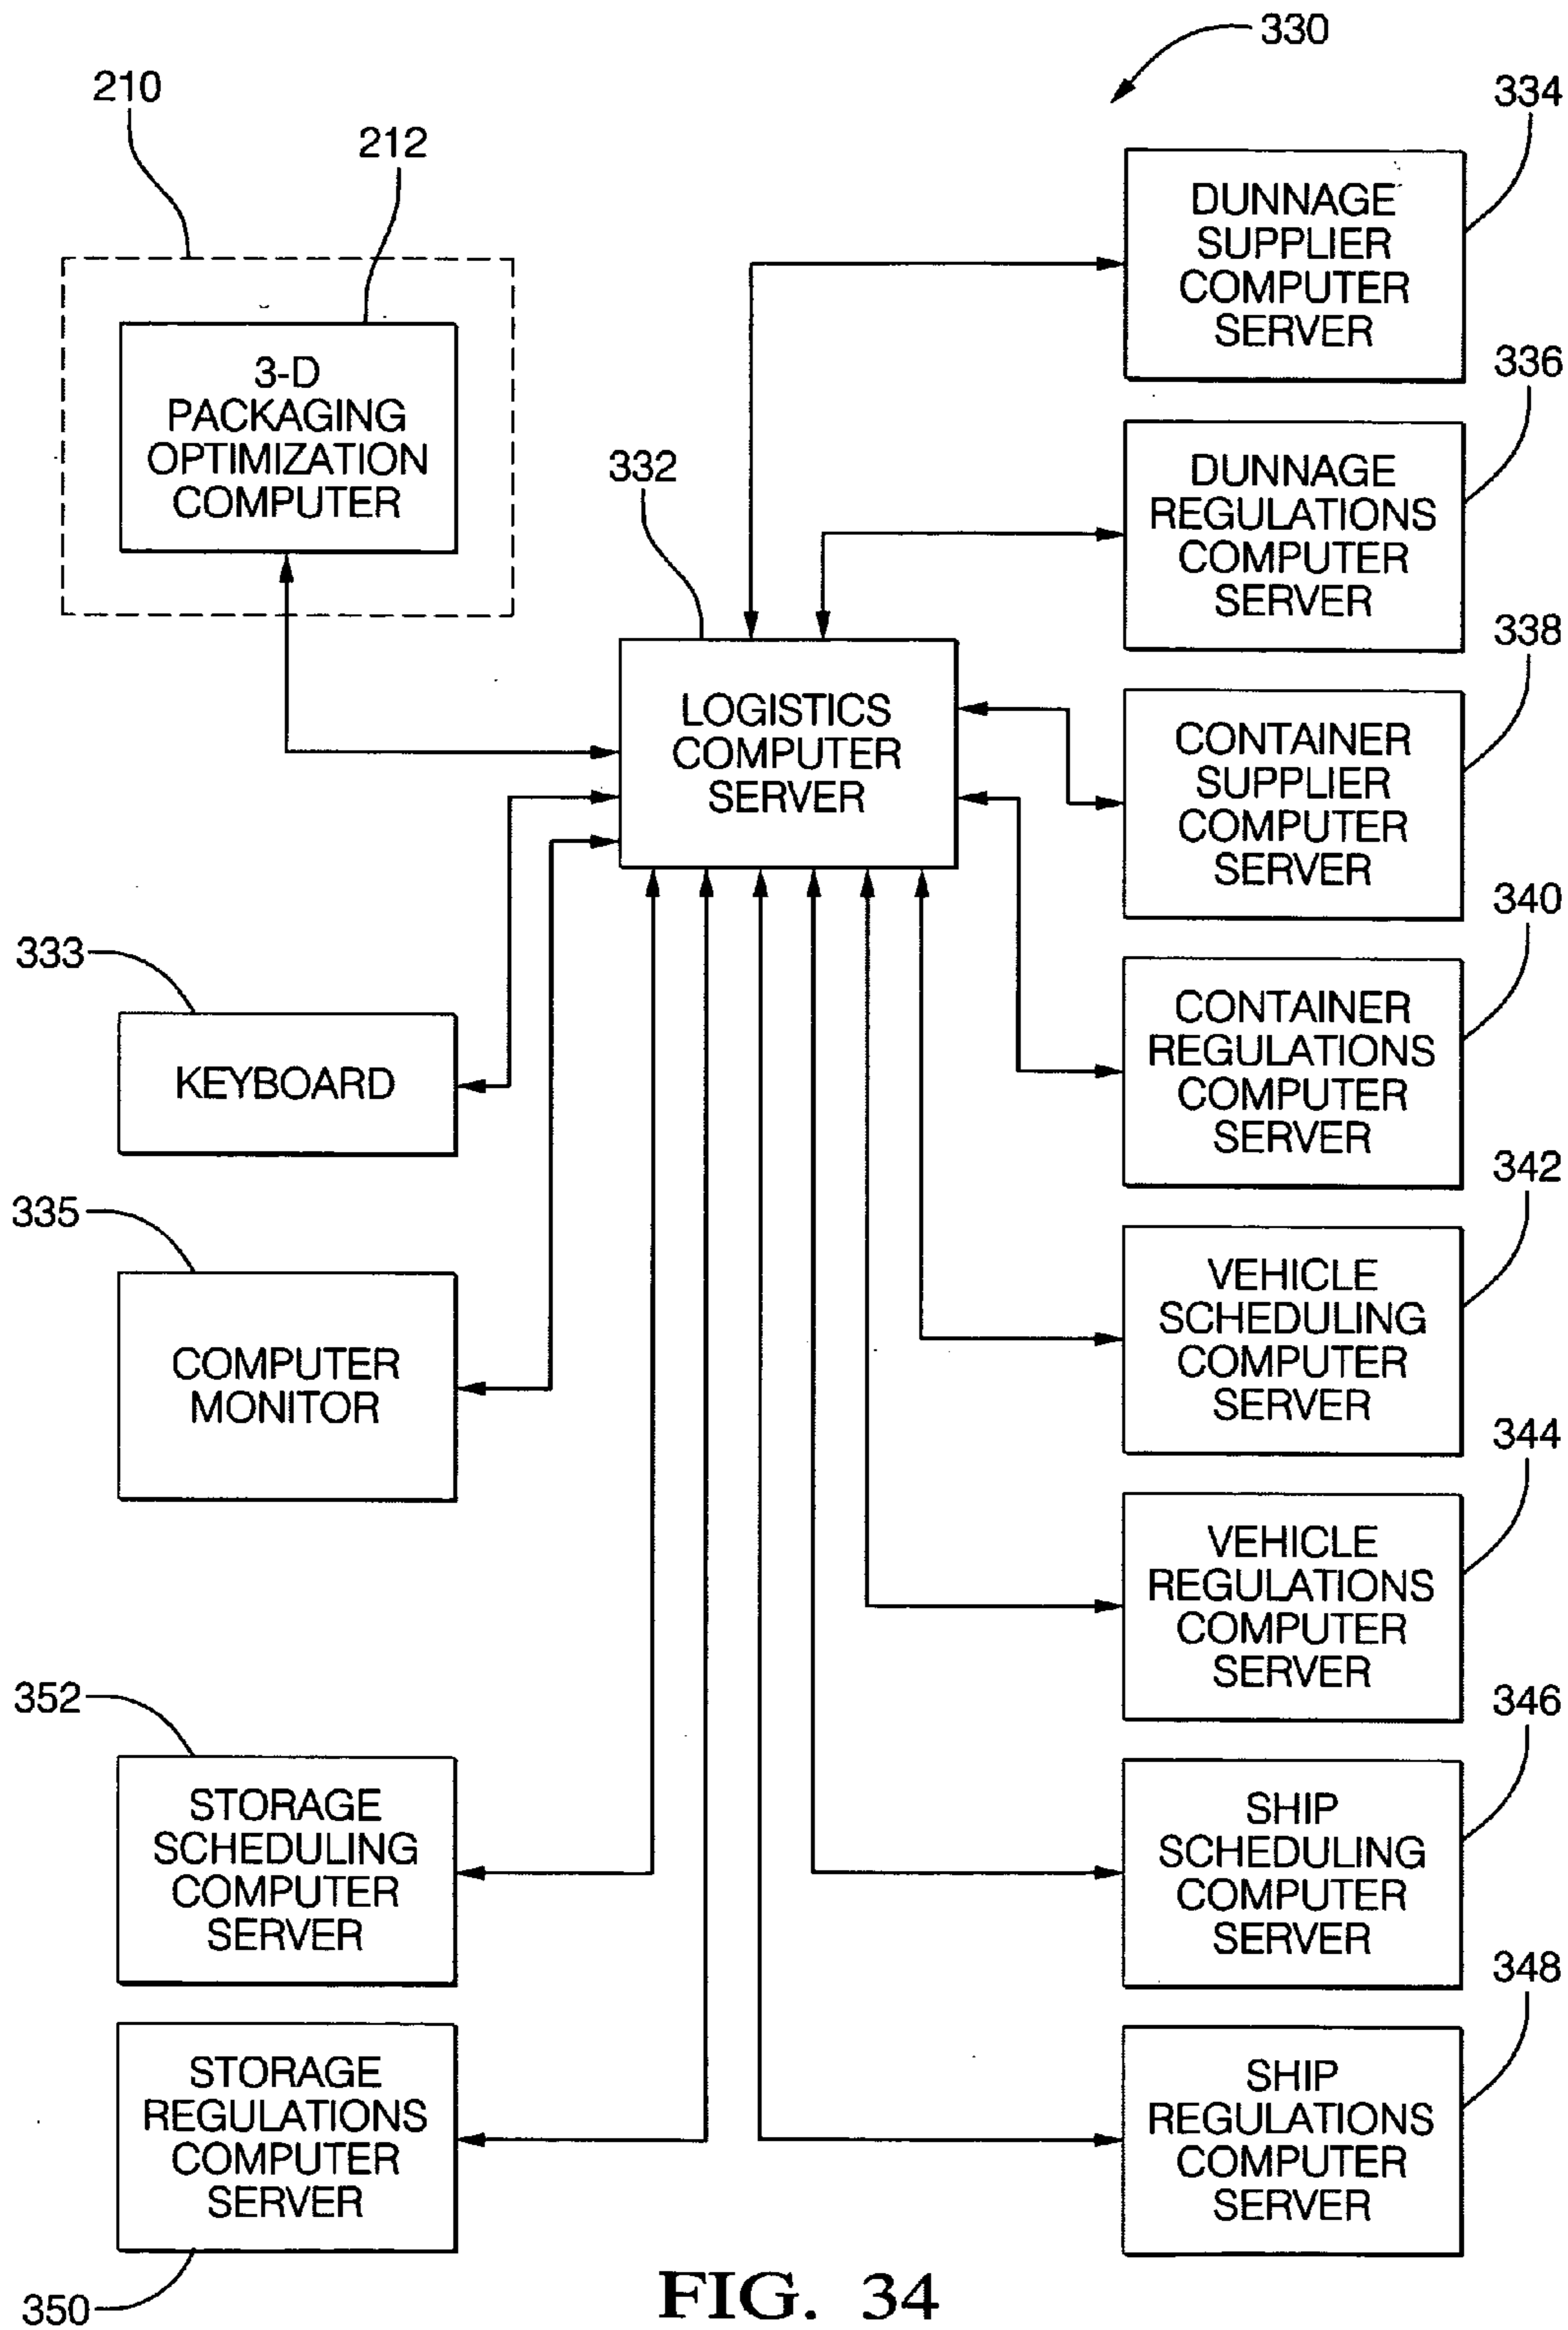 330
334
210
212
DUNNAGE
SUPPLIER
COMPUTER
SERVER
3-D
PACKAGING
OPTIMIZATION
COMPUTER
336
DUNNAGE
REGULATIONS
COMPUTER
SERVER
332
338
LOGISTICS
COMPUTER
SERVER
CONTAINER
SUPPLIER
COMPUTER
SERVER
340
333
KEYBOARD
CONTAINER
REGULATIONS
COMPUTER
SERVER
342
335
COMPUTER
MONITOR
VEHICLE
SCHEDULING
COMPUTER
SERVER
344
VEHICLE
REGULATIONS
COMPUTER
SERVER
346
352
STORAGE
SCHEDULING
COMPUTER
SERVER
SHIP
SCHEDULING
COMPUTER
SERVER
348
STORAGE
REGULATIONS
COMPUTER
SERVER
350
SHIP
REGULATIONS
COMPUTER
SERVER
FIG. 34